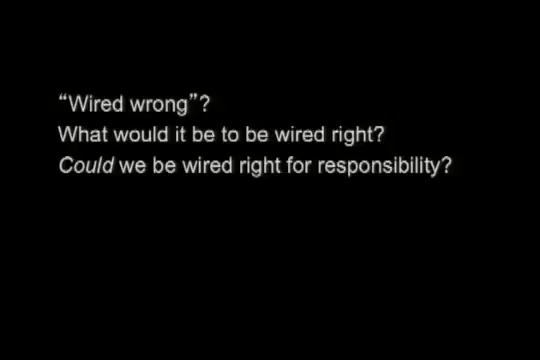 “Wired wrong”?
What would it be to be wired right?
Could we be wired right for responsibility?